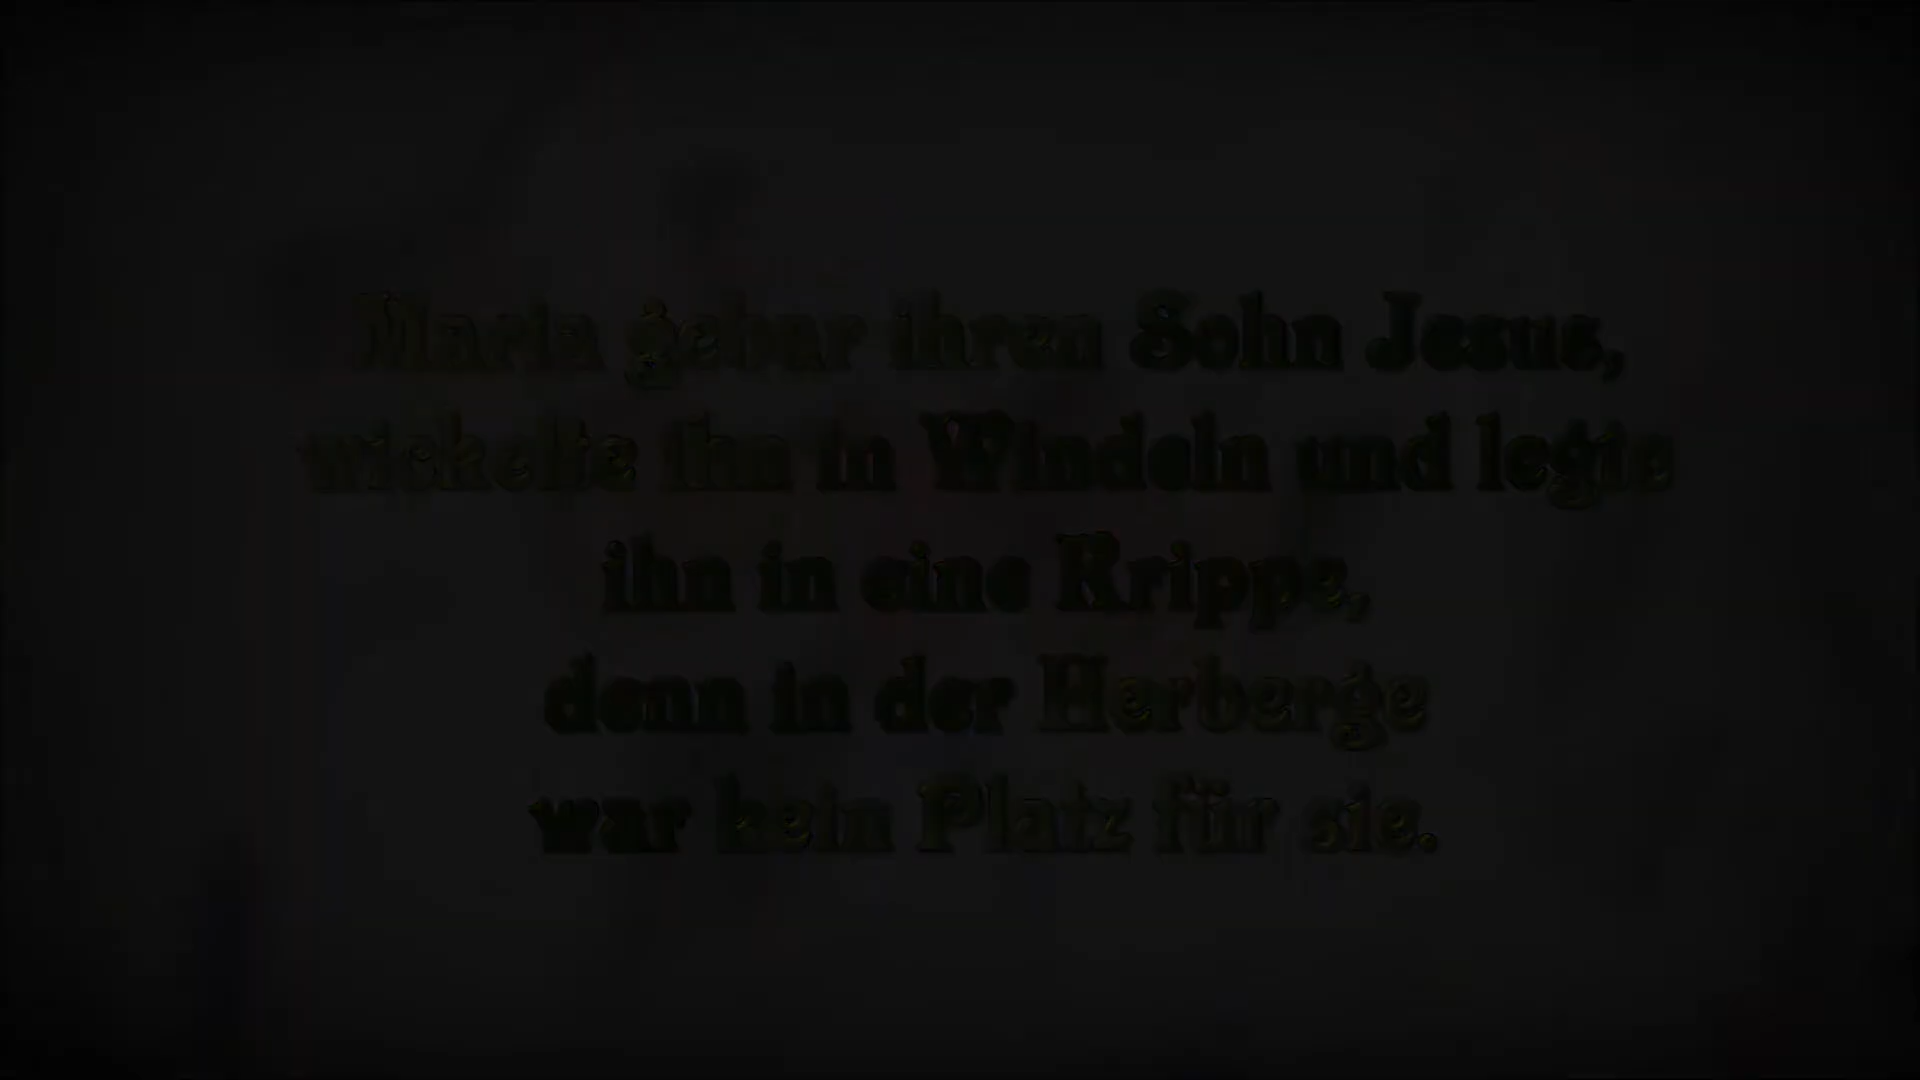 Maria gebar ihren Sohn Jesus,
wickelte ihn in Windeln und legte
ihn in eine Krippe,
denn in der Herberge
war kein Platz für sie.